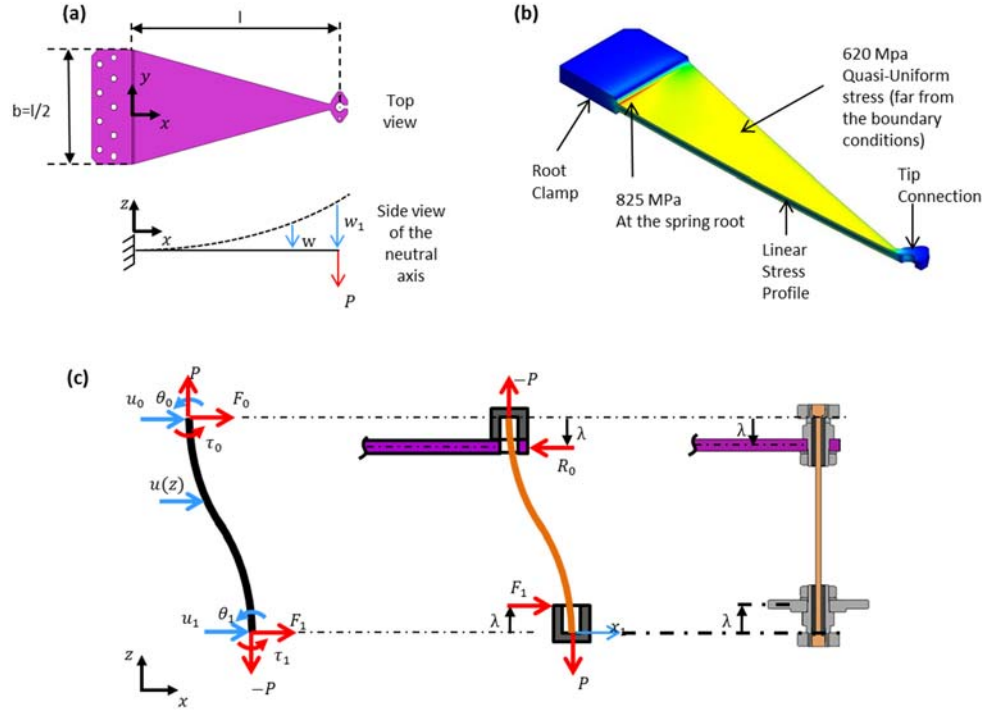 (a)
l
b=l/2
y
x
Top
view
z
x
w₁
w
P
Side view
of the
neutral
axis
(b)
620 Mpa
Quasi-Uniform
stress (far from
the boundary
conditions)
Root
Clamp
825 MPa
At the spring root
Tip
Connection
Linear
Stress
Profile
(c)
P
u₀
θ₀
F₀
τ₀
u(z)
u₁
θ₁
F₁
τ₁
−P
z
x
−P
λ
R₀
F₁
λ
x₁
P
λ
λ